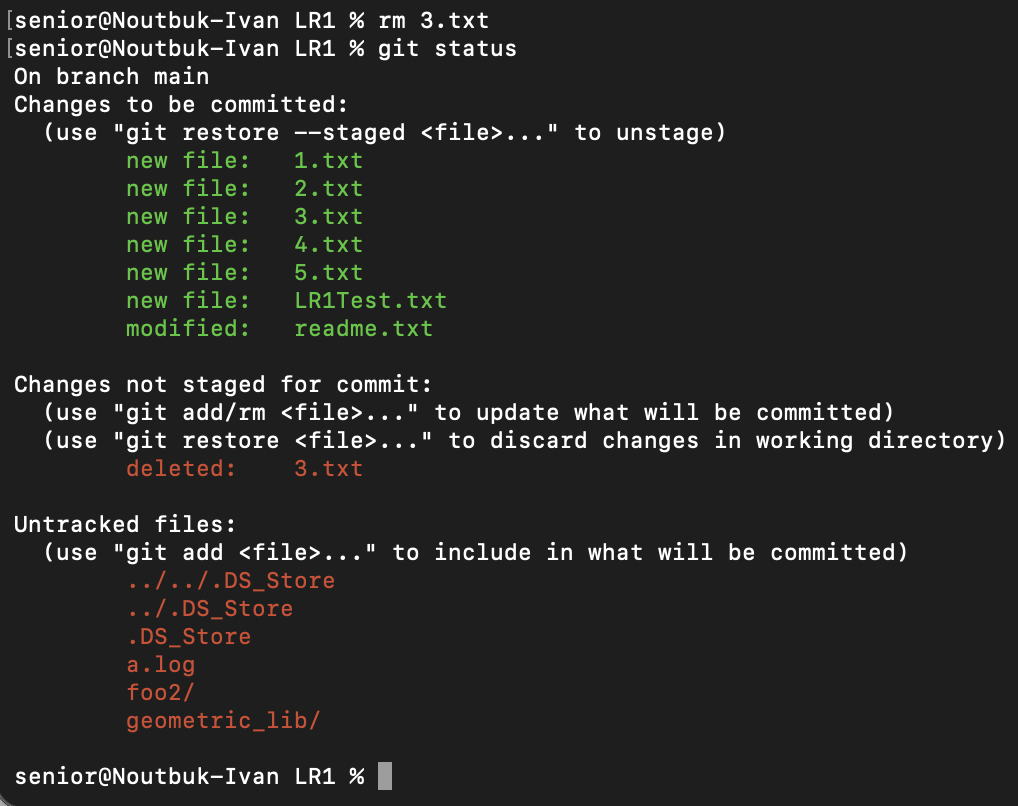 [senior@Noutbuk-Ivan LR1 % rm 3.txt
[senior@Noutbuk-Ivan LR1 % git status
On branch main
Changes to be committed:
  (use "git restore --staged <file>..." to unstage)
        new file:   1.txt
        new file:   2.txt
        new file:   3.txt
        new file:   4.txt
        new file:   5.txt
        new file:   LR1Test.txt
        modified:   readme.txt

Changes not staged for commit:
  (use "git add/rm <file>..." to update what will be committed)
  (use "git restore <file>..." to discard changes in working directory)
        deleted:    3.txt

Untracked files:
  (use "git add <file>..." to include in what will be committed)
        ../../.DS_Store
        ../.DS_Store
        .DS_Store
        a.log
        foo2/
        geometric_lib/

senior@Noutbuk-Ivan LR1 %